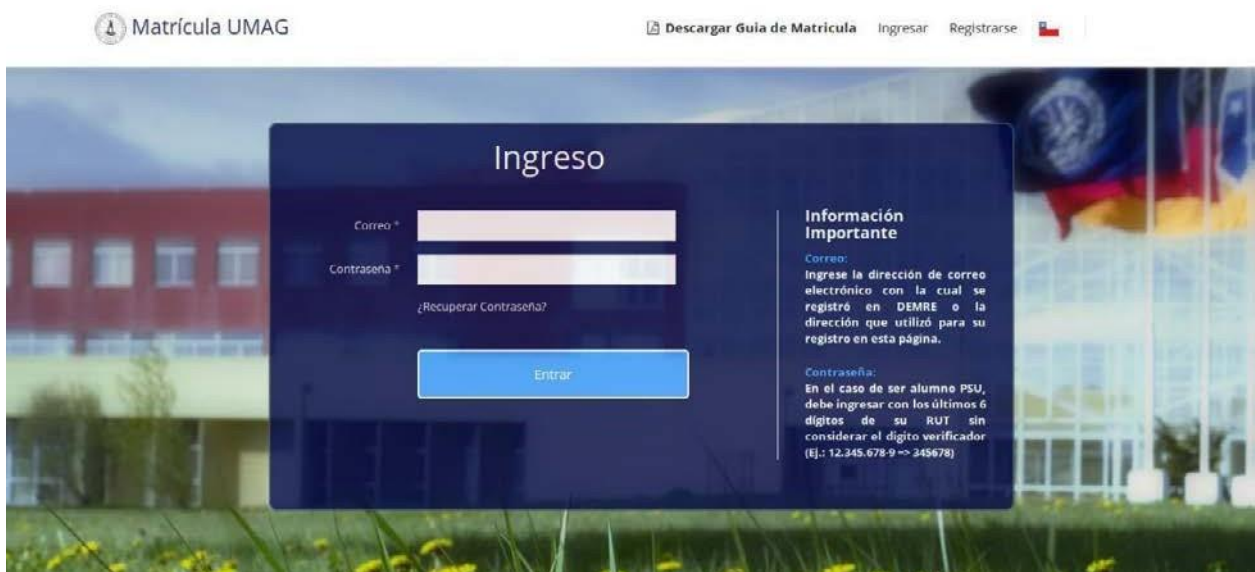 Matrícula UMAG
Descargar Guia de Matricula Ingresar Registrarse
Ingreso
Correo *
Contraseña *
¿Recuperar Contraseña?
Entrar
Información
Importante
Correo:
Ingrese la dirección de correo
electrónico con la cual se
registró en DEMRE o la
dirección que utilizó para su
registro en esta página.
Contraseña:
En el caso de ser alumno PSU,
debe ingresar con los últimos 6
dígitos de su RUT sin
considerar el digito verificador
(Ej.: 12.345.678-9 => 345678)